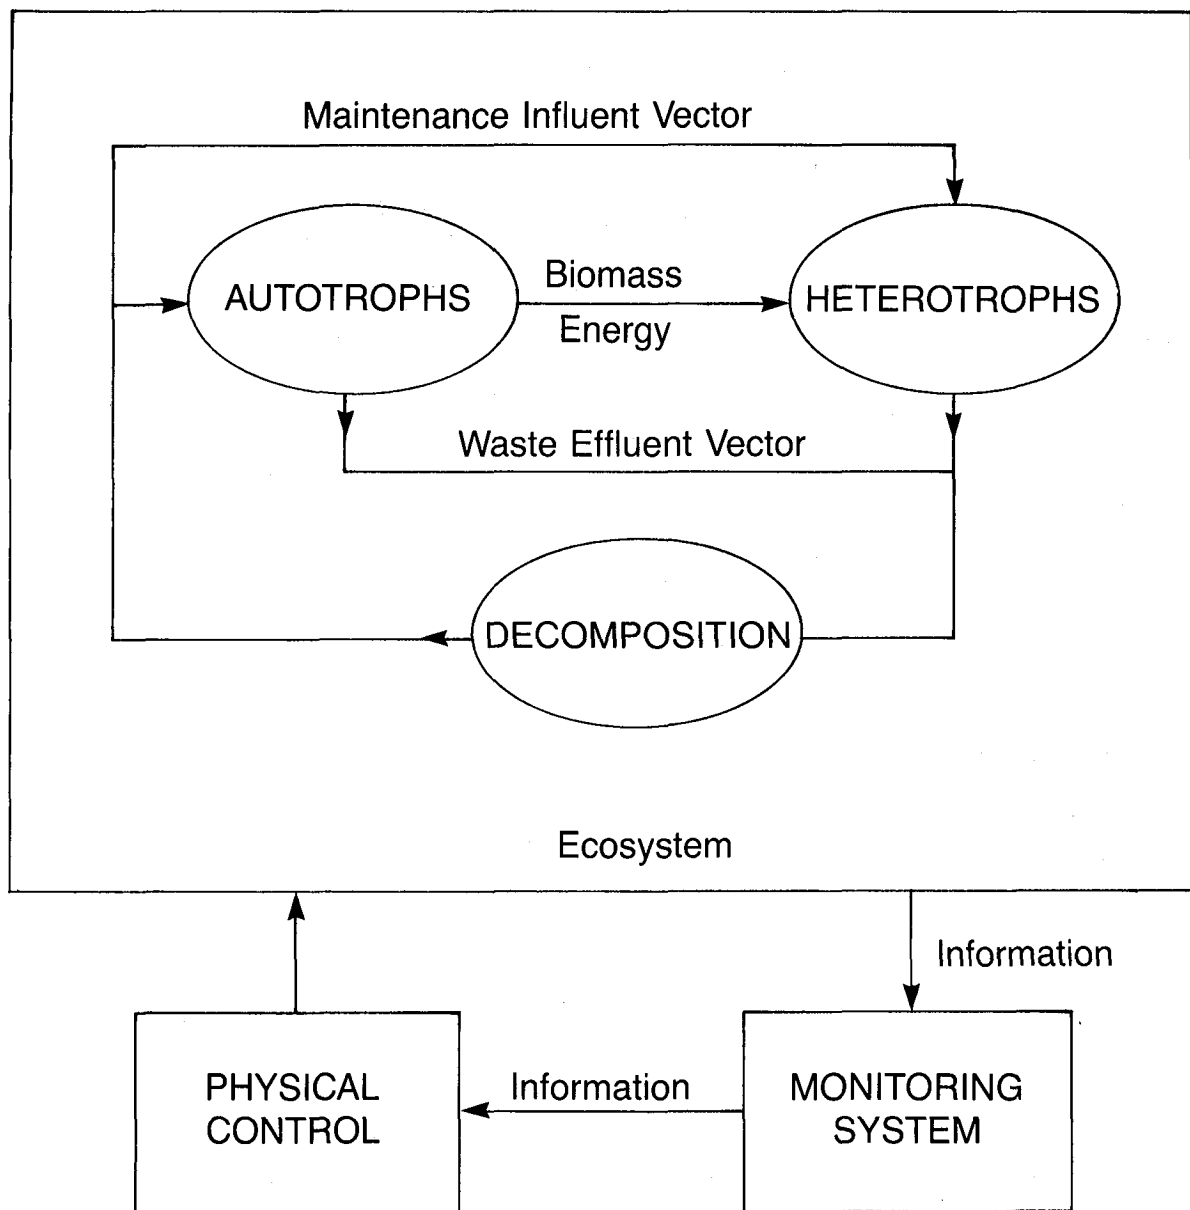 Maintenance Influent Vector
AUTOTROPHS
Biomass
Energy
HETEROTROPHS
Waste Effluent Vector
DECOMPOSITION
Ecosystem
Information
PHYSICAL
CONTROL
Information
MONITORING
SYSTEM